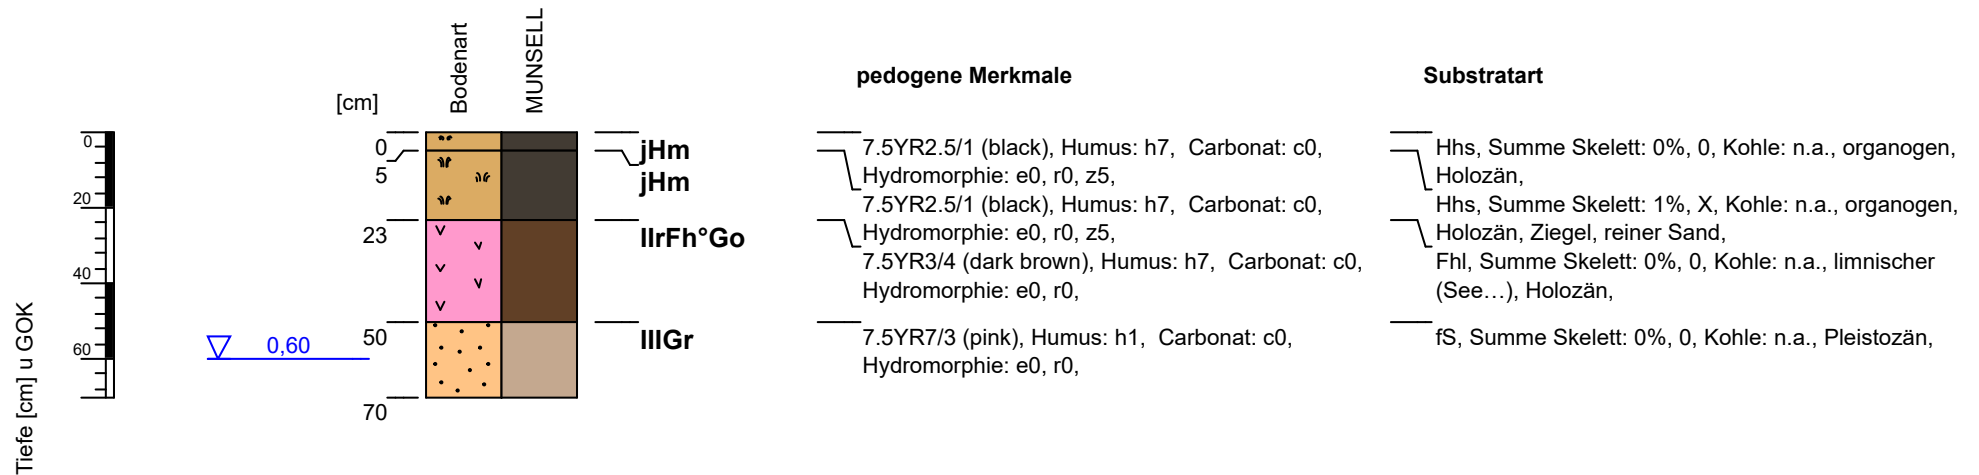 Bodenart
MUNSELL
pedogene Merkmale
Substratart
[cm]
0
20
40
60
Tiefe [cm] u GOK
0,60
0
5
23
50
70
jHm
jHm
IIrFh°Go
IIIGr
7.5YR2.5/1 (black), Humus: h7, Carbonat: c0,
Hydromorphie: e0, r0, z5,
7.5YR2.5/1 (black), Humus: h7, Carbonat: c0,
Hydromorphie: e0, r0, z5,
7.5YR3/4 (dark brown), Humus: h7, Carbonat: c0,
Hydromorphie: e0, r0,
7.5YR7/3 (pink), Humus: h1, Carbonat: c0,
Hydromorphie: e0, r0,
Hhs, Summe Skelett: 0%, 0, Kohle: n.a., organogen,
Holozän,
Hhs, Summe Skelett: 1%, X, Kohle: n.a., organogen,
Holozän, Ziegel, reiner Sand,
Fhl, Summe Skelett: 0%, 0, Kohle: n.a., limnischer
(See…), Holozän,
fS, Summe Skelett: 0%, 0, Kohle: n.a., Pleistozän,